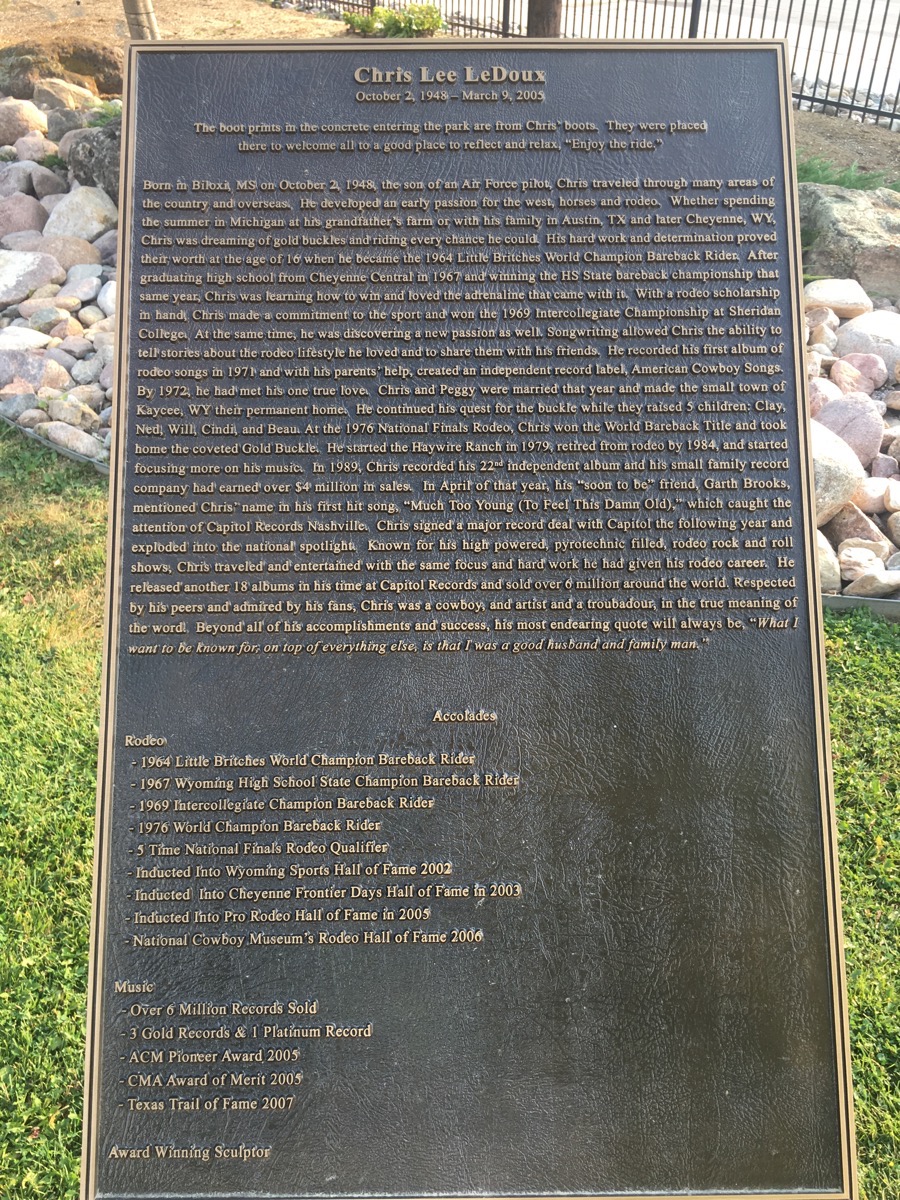 Chris Lee LeDoux
October 2, 1948 – March 9, 2005
The boot prints in the concrete entering the park are from Chris' boots. They were placed
there to welcome all to a good place to reflect and relax, "Enjoy the ride."
Born in Biloxi, MS on October 2, 1948, the son of an Air Force pilot, Chris traveled through many areas of
the country and overseas. He developed an early passion for the west, horses and rodeo. Whether spending
the summer in Michigan at his grandfather's farm or with his family in Austin, TX and later Cheyenne, WY,
Chris was dreaming of gold buckles and riding every chance he could. His hard work and determination proved
their worth at the age of 16 when he became the 1964 Little Britches World Champion Bareback Rider. After
graduating high school from Cheyenne Central in 1967 and winning the HS State bareback championship that
same year, Chris was learning how to win and loved the adrenaline that came with it. With a rodeo scholarship
in hand, Chris made a commitment to the sport and won the 1969 Intercollegiate Championship at Sheridan
College. At the same time, he was discovering a new passion as well. Songwriting allowed Chris the ability to
tell stories about the rodeo lifestyle he loved and to share them with his friends. He recorded his first album of
rodeo songs in 1971 and with his parents' help, created an independent record label, American Cowboy Songs.
By 1972, he had met his one true love. Chris and Peggy were married that year and made the small town of
Kaycee, WY their permanent home. He continued his quest for the buckle while they raised 5 children: Clay,
Ned, Will, Cindi, and Beau. At the 1976 National Finals Rodeo, Chris won the World Bareback Title and took
home the coveted Gold Buckle. He started the Haywire Ranch in 1979, retired from rodeo by 1984, and started
focusing more on his music. In 1989, Chris recorded his 22nd independent album and his small family record
company had earned over $4 million in sales. In April of that year, his "soon to be" friend, Garth Brooks,
mentioned Chris' name in his first hit song, "Much Too Young (To Feel This Damn Old)," which caught the
attention of Capitol Records Nashville. Chris signed a major record deal with Capitol the following year and
exploded into the national spotlight. Known for his high powered, pyrotechnic filled, rodeo rock and roll
shows, Chris traveled and entertained with the same focus and hard work he had given his rodeo career. He
released another 18 albums in his time at Capitol Records and sold over 6 million around the world. Respected
by his peers and admired by his fans, Chris was a cowboy, and artist and a troubadour, in the true meaning of
the word. Beyond all of his accomplishments and success, his most endearing quote will always be, "What I
want to be known for, on top of everything else, is that I was a good husband and family man."
Accolades
Rodeo
- 1964 Little Britches World Champion Bareback Rider
- 1967 Wyoming High School State Champion Bareback Rider
- 1969 Intercollegiate Champion Bareback Rider
- 1976 World Champion Bareback Rider
- 5 Time National Finals Rodeo Qualifier
- Inducted Into Wyoming Sports Hall of Fame 2002
- Inducted Into Cheyenne Frontier Days Hall of Fame in 2003
- Inducted Into Pro Rodeo Hall of Fame in 2005
- National Cowboy Museum's Rodeo Hall of Fame 2006
Music
- Over 6 Million Records Sold
- 3 Gold Records & 1 Platinum Record
- ACM Pioneer Award 2005
- CMA Award of Merit 2005
- Texas Trail of Fame 2007
Award Winning Sculptor